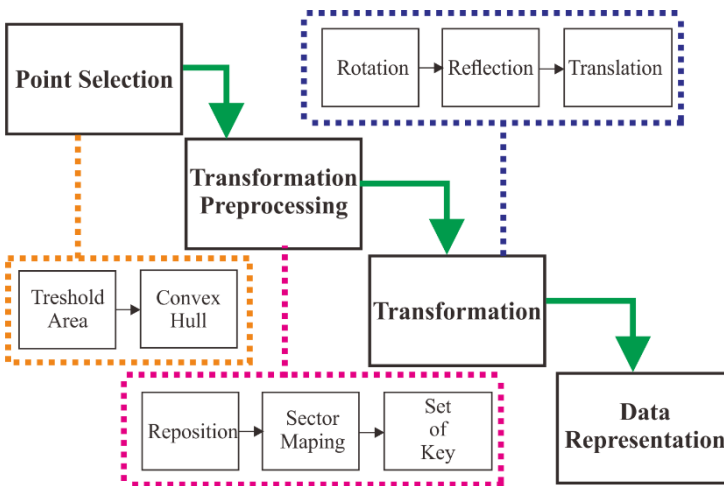 Point Selection
Rotation
Reflection
Translation
Transformation
Preprocessing
Treshold
Area
Convex
Hull
Transformation
Reposition
Sector
Maping
Set
of
Key
Data
Representation